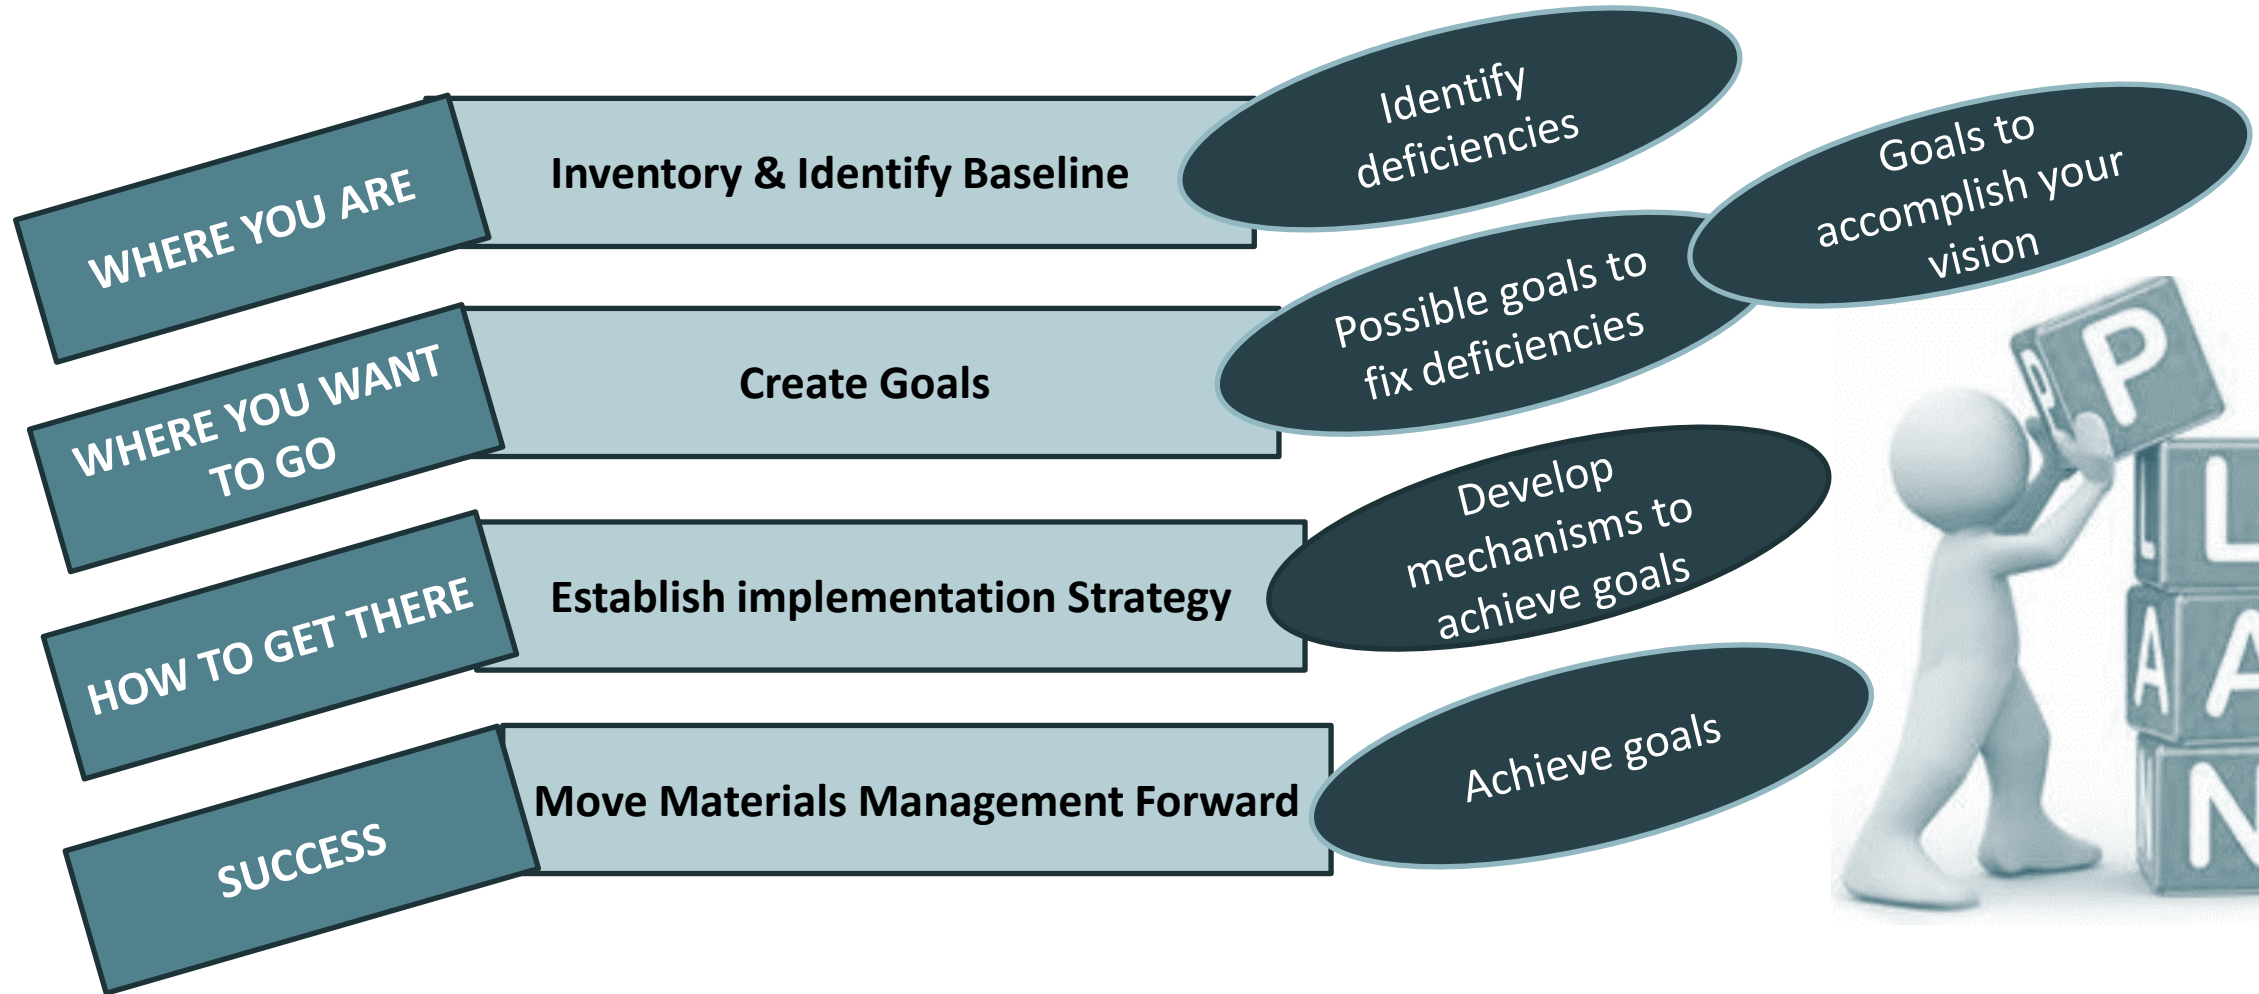 WHERE YOU ARE
Inventory & Identify Baseline
Identify
deficiencies
WHERE YOU WANT
TO GO
Create Goals
Possible goals to
fix deficiencies
Goals to
accomplish your
vision
HOW TO GET THERE
Establish implementation Strategy
Develop
mechanisms to
achieve goals
SUCCESS
Move Materials Management Forward
Achieve goals
P
P
L
L
A
A
N
N